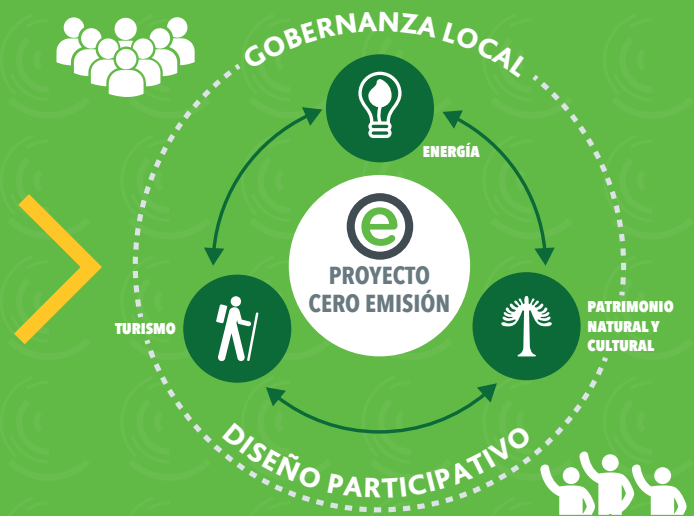 GOBERNANZA LOCAL
ENERGÍA
e
PROYECTO
CERO EMISIÓN
TURISMO
PATRIMONIO
NATURAL Y
CULTURAL
DISEÑO PARTICIPATIVO